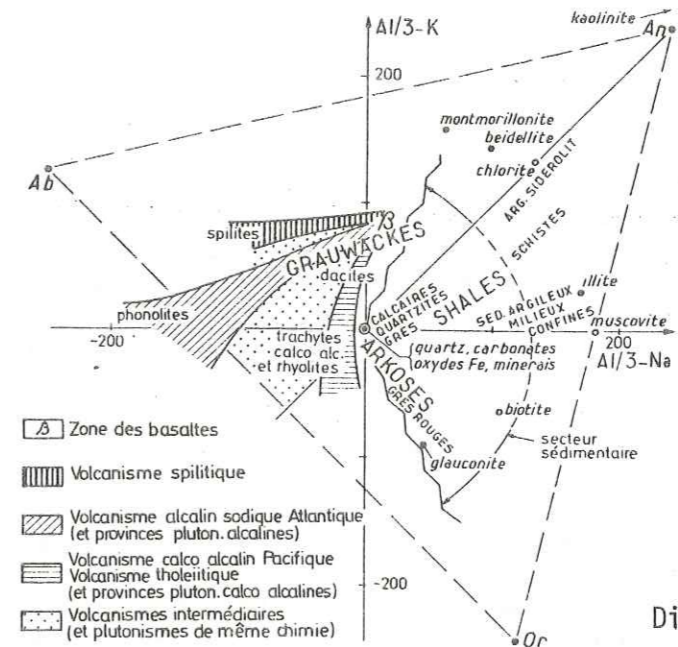 kaolinite
Al/3-K
An
200
montmorillonite
beidellite
chlorite
Ab
ARG. SIDEROLIT
SCHISTES
spilites
β
GRAUWACKES
dacites
SHALES
illite
phonolites
CALCAIRES
QUARTZITES
GRES
SED. ARGILEUX
MILIEUX
CONFINES
-200
200
muscovite
Al/3-Na
trachytes
calco alc.
et rhyolites
ARKOSES
GRES ROUGES
quartz, carbonates
oxydes Fe, minerais
biotite
secteur
sédimentaire
glauconite
β Zone des basaltes
Volcanisme spilitique
Volcanisme alcalin sodique Atlantique
(et provinces pluton. alcalines)
Volcanisme calco alcalin Pacifique
Volcanisme tholeiitique
(et provinces pluton. calco alcalines)
Volcanismes intermédiaires
(et plutonismes de même chimie)
-200
Di
Or